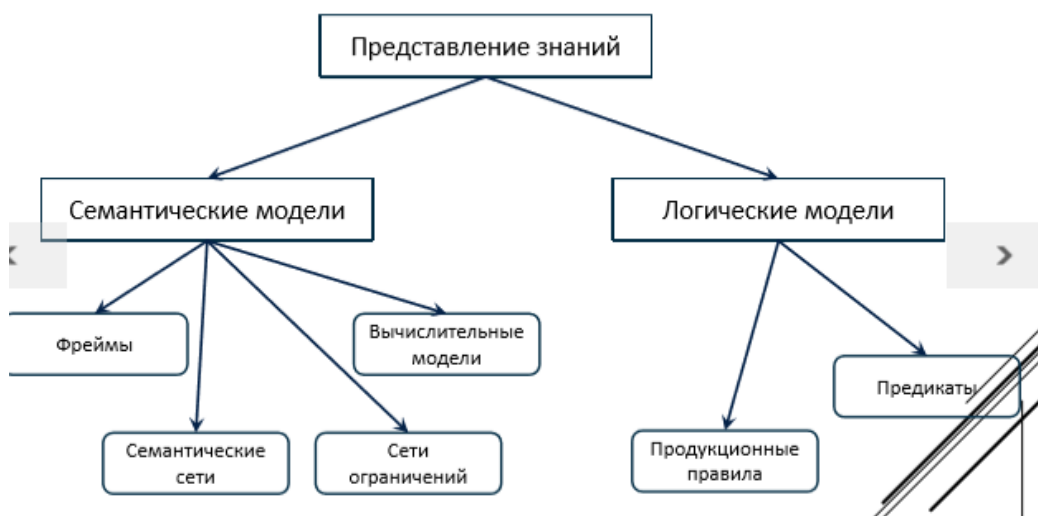 Представление знаний
Семантические модели
Логические модели
Фреймы
Вычислительные
модели
Предикаты
Семантические
сети
Сети
ограничений
Продукционные
правила